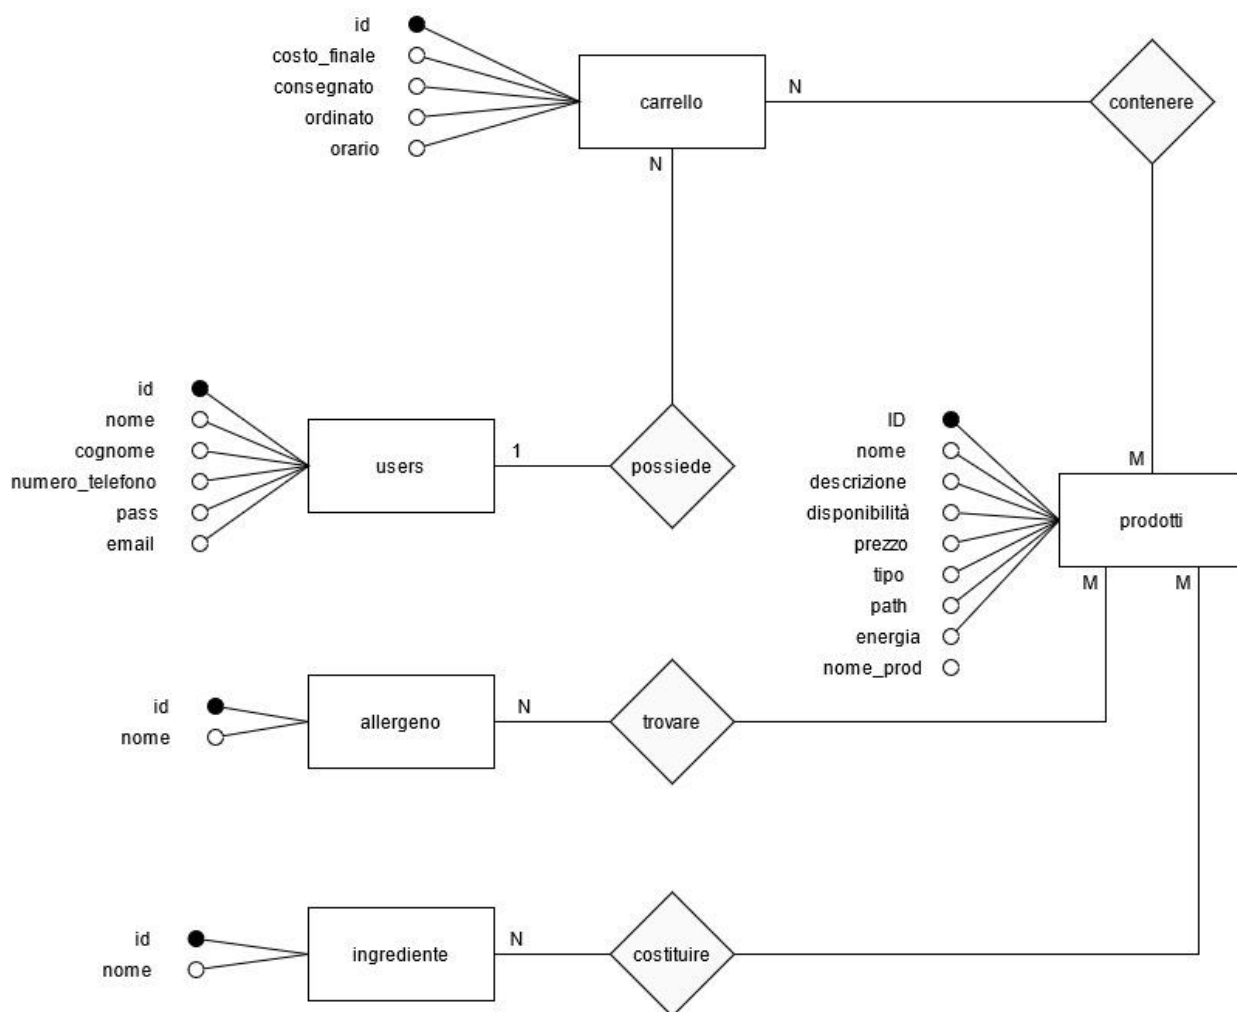 id
costo_finale
consegnato
ordinato
orario
carrello
N
contenere
N
id
nome
cognome
numero_telefono
pass
email
users
1
possiede
ID
nome
descrizione
disponibilità
prezzo
tipo
path
energia
nome_prod
M
prodotti
M
M
id
nome
allergeno
N
trovare
id
nome
ingrediente
N
costituire